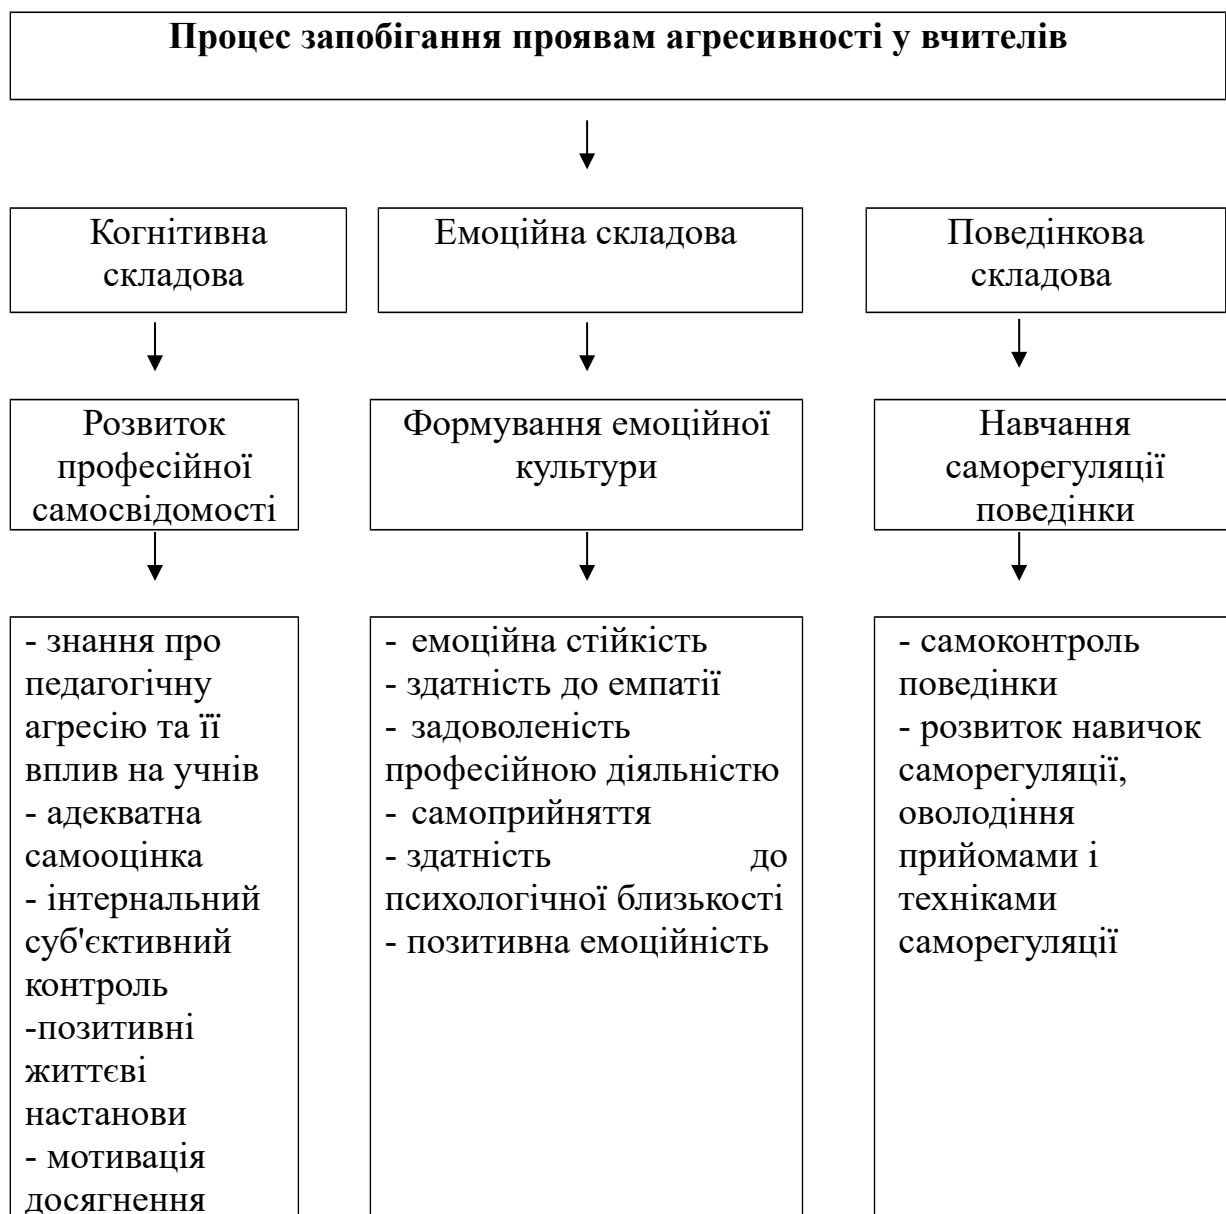 Процес запобігання проявам агресивності у вчителів
Когнітивна
складова
Емоційна складова
Поведінкова
складова
Розвиток
професійної
самосвідомості
Формування емоційної
культури
Навчання
саморегуляції
поведінки
- знання про
педагогічну
агресію та її
вплив на учнів
- адекватна
самооцінка
- інтернальний
суб'єктивний
контроль
-позитивні
життєві
настанови
- мотивація
досягнення
- емоційна стійкість
- здатність до емпатії
- задоволеність
професійною діяльністю
- самоприйняття
- здатність до
психологічної близькості
- позитивна емоційність
- самоконтроль
поведінки
- розвиток навичок
саморегуляції,
оволодіння
прийомами і
техніками
саморегуляції